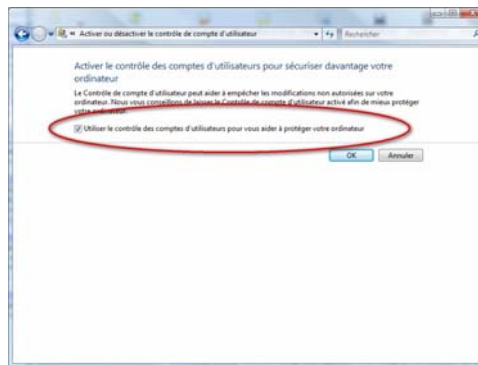 Activer ou désactiver le contrôle de compte d'utilisateur
Rechercher
Activer le contrôle des comptes d'utilisateurs pour sécuriser davantage votre
ordinateur
Le Contrôle de compte d'utilisateur peut aider à empêcher les modifications non autorisées sur votre
ordinateur. Nous vous conseillons de laisser le Contrôle de compte d'utilisateur activé afin de mieux protéger
votre ordinateur.
Utiliser le contrôle des comptes d'utilisateurs pour vous aider à protéger votre ordinateur
OK Annuler